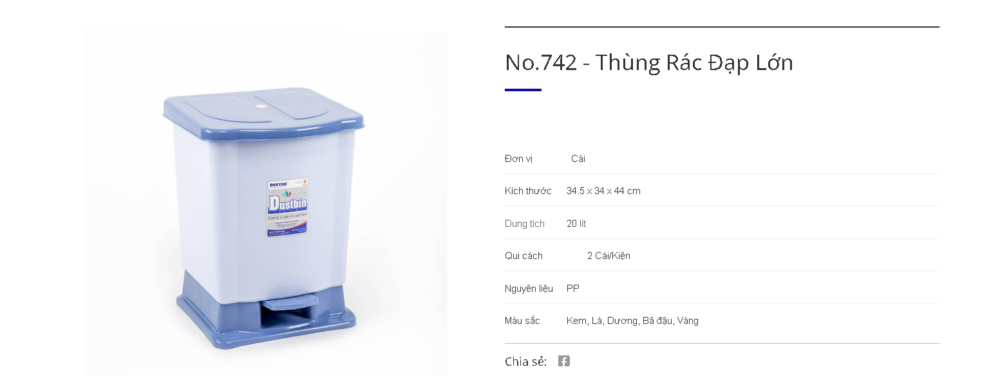 No.742 - Thùng Rác Đạp Lớn
Đơn vị Cái
Kích thước 34.5 x 34 x 44 cm
Dung tích 20 lít
Qui cách 2 Cái/Kiện
Nguyên liệu PP
Màu sắc Kem, Lá, Dương, Bã đậu, Vàng
Chia sẻ:
DUYTAN
Dustbin
Care for a clean environment